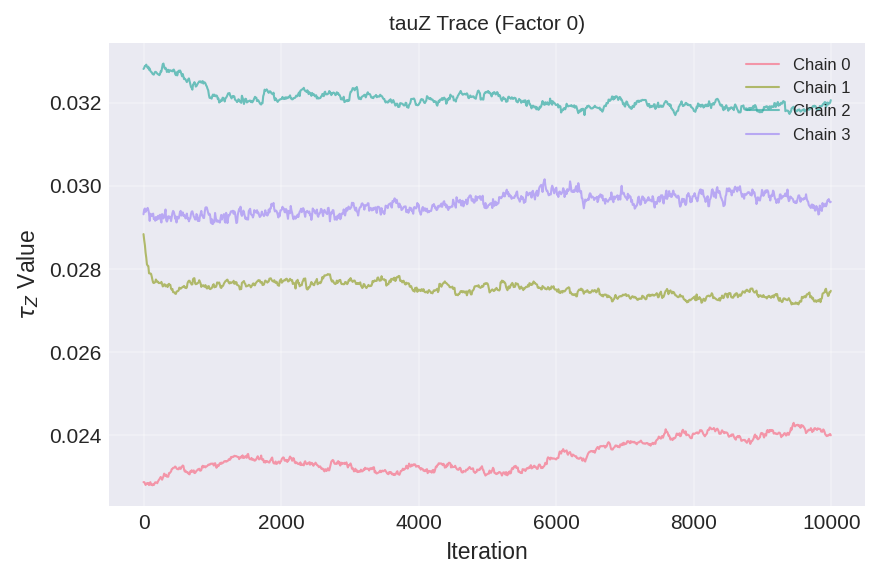 tauZ Trace (Factor 0)
Chain 0
Chain 1
Chain 2
Chain 3
0.032
0.030
0.028
0.026
0.024
τZ Value
0 2000 4000 6000 8000 10000
Iteration